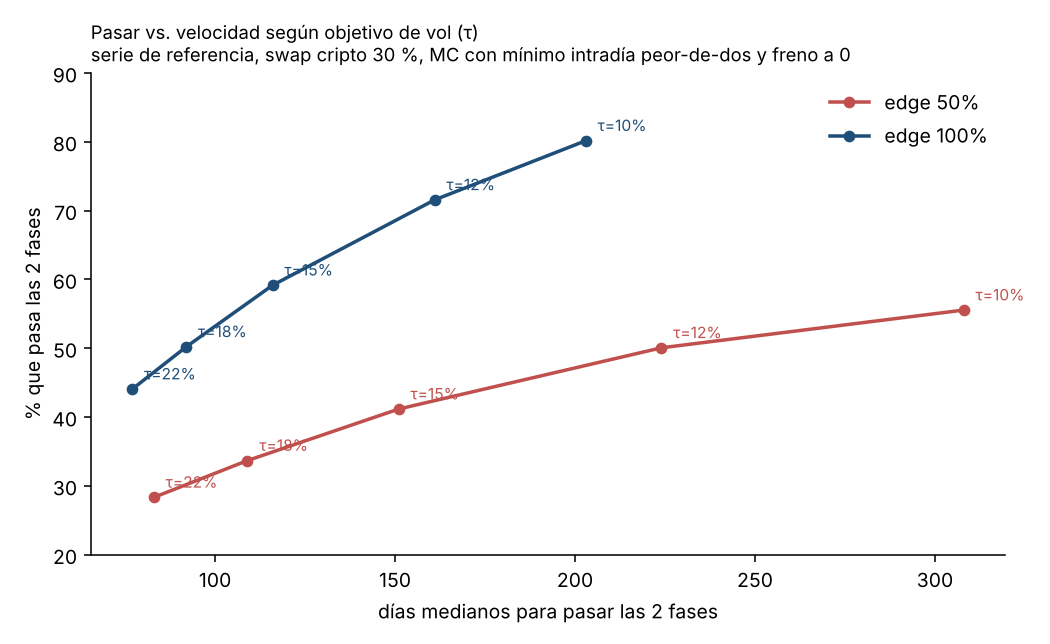 Pasar vs. velocidad según objetivo de vol (τ)
serie de referencia, swap cripto 30 %, MC con mínimo intradía peor-de-dos y freno a 0
90
80
70
60
50
40
30
20
% que pasa las 2 fases
edge 50%
edge 100%
τ=10%
τ=12%
τ=15%
τ=18%
τ=22%
τ=10%
τ=12%
τ=15%
τ=18%
τ=22%
100
150
200
250
300
días medianos para pasar las 2 fases